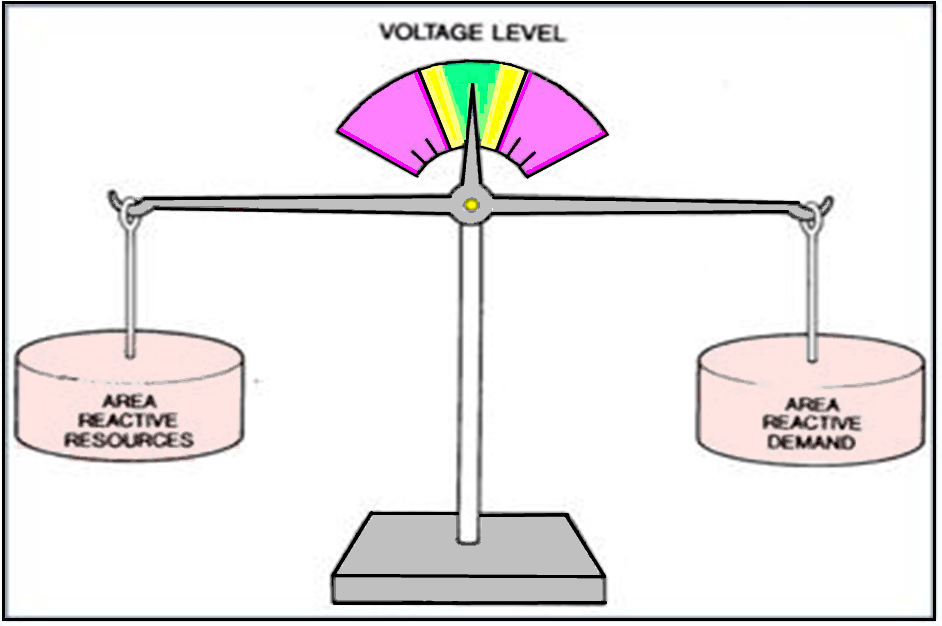 VOLTAGE LEVEL
AREA
REACTIVE
RESOURCES
AREA
REACTIVE
DEMAND